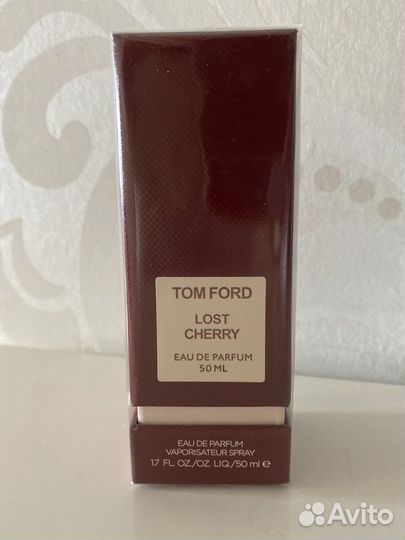 TOM FORD
LOST
CHERRY
EAU DE PARFUM
50 ML
EAU DE PARFUM
VAPORISATEUR SPRAY
1.7 FL. OZ./OZ. LIQ./50 ml e
Avito